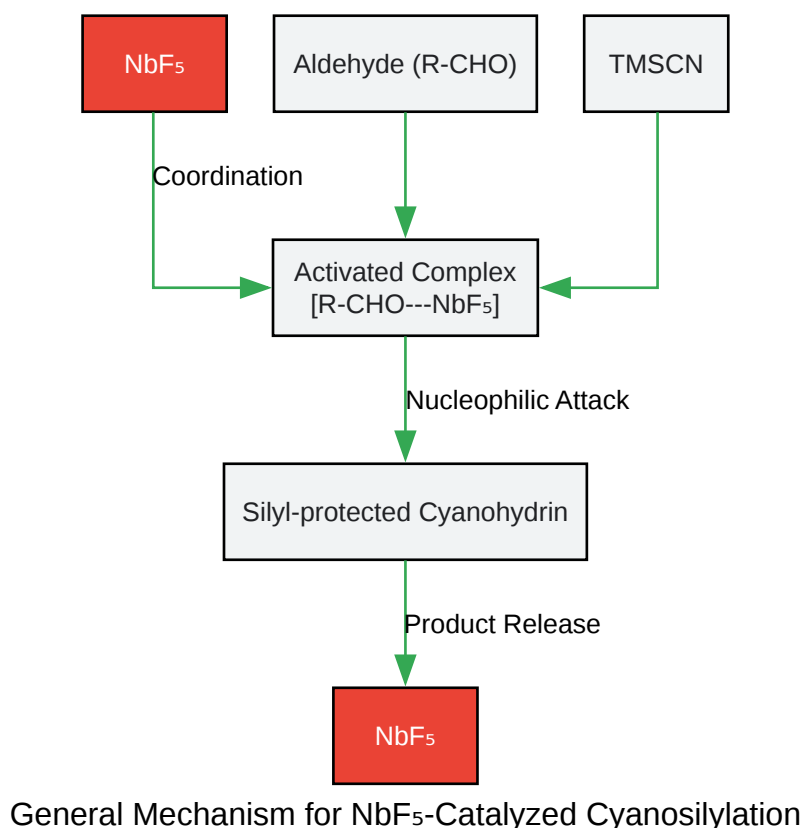 NbF₅
Aldehyde (R-CHO)
TMSCN
Coordination
Activated Complex
[R-CHO---NbF₅]
Nucleophilic Attack
Silyl-protected Cyanohydrin
Product Release
NbF₅
General Mechanism for NbF₅-Catalyzed Cyanosilylation